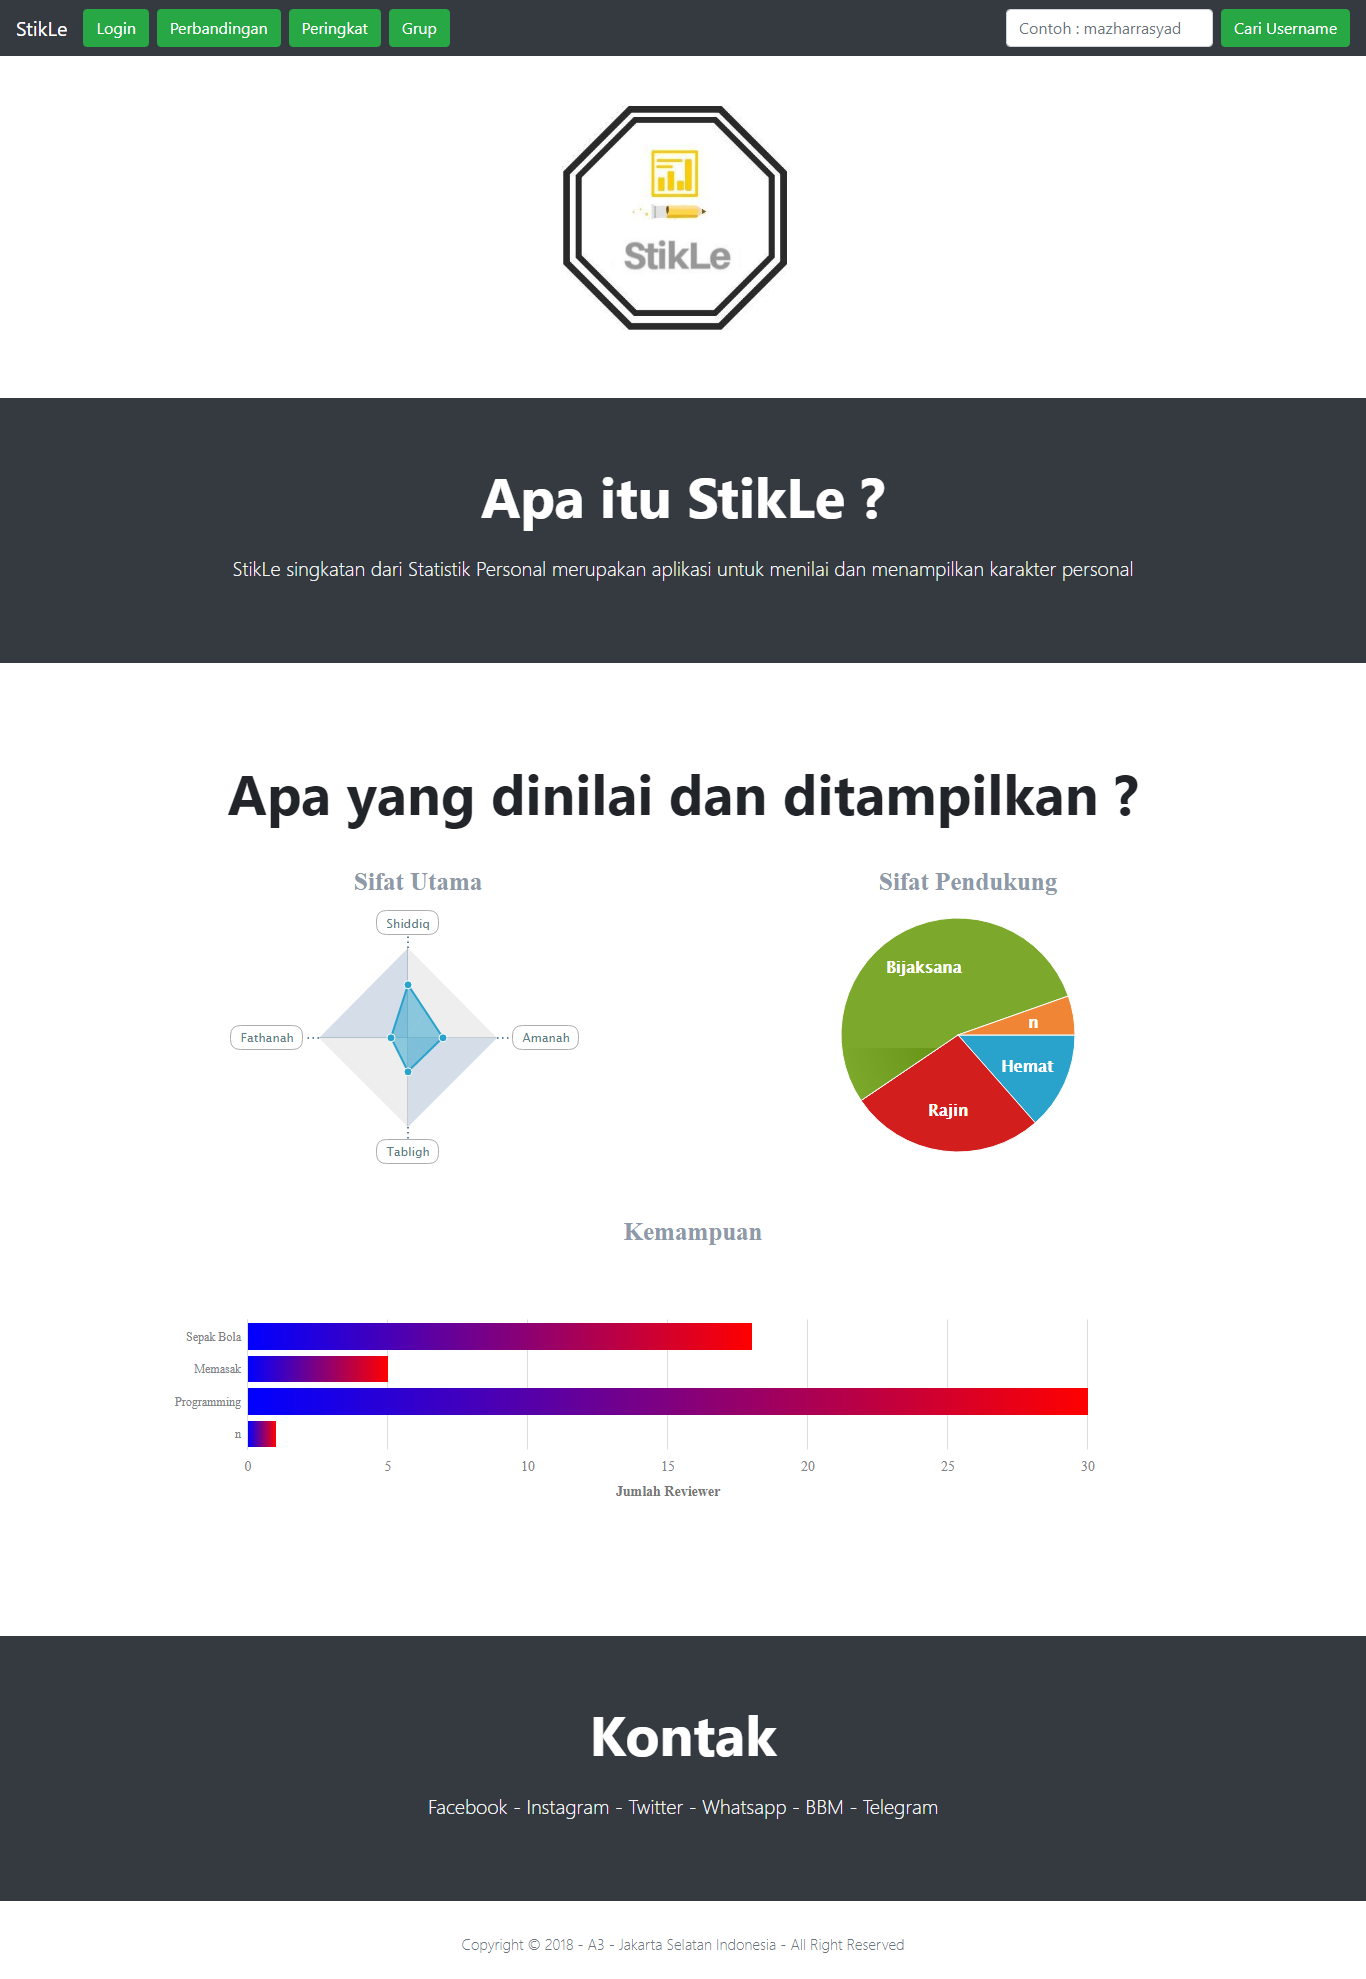 StikLe Login Perbandingan Peringkat Grup Contoh : mazharrasyad Cari Username
StikLe
Apa itu StikLe ?
StikLe singkatan dari Statistik Personal merupakan aplikasi untuk menilai dan menampilkan karakter personal
Apa yang dinilai dan ditampilkan ?
Sifat Utama
Shiddiq
Fathanah
Amanah
Tabligh
Sifat Pendukung
Bijaksana
n
Hemat
Rajin
Kemampuan
Sepak Bola
Memasak
Programming
n
0 5 10 15 20 25 30
Jumlah Reviewer
Kontak
Facebook - Instagram - Twitter - Whatsapp - BBM - Telegram
Copyright © 2018 - A3 - Jakarta Selatan Indonesia - All Right Reserved